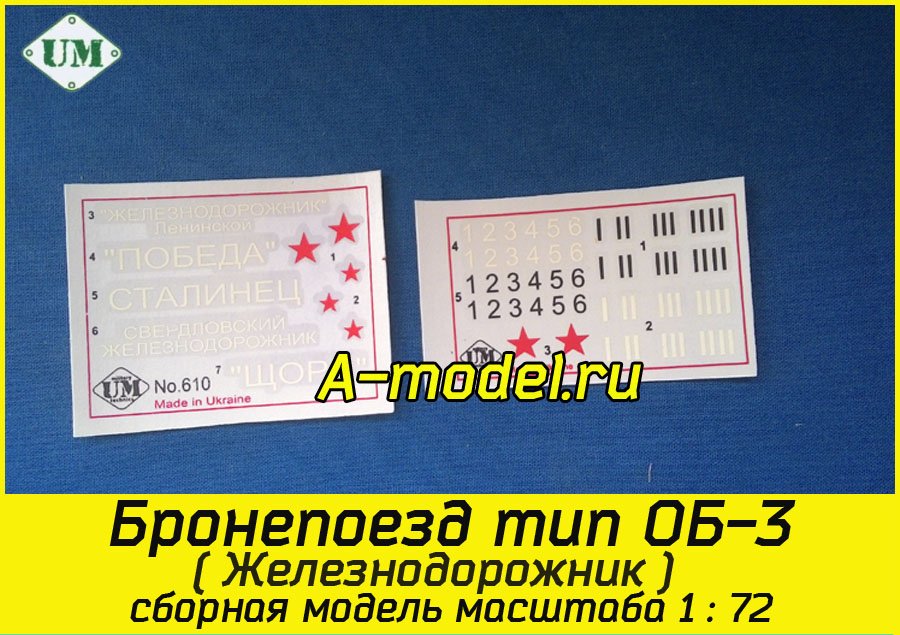 UM
3 "ЖЕЛЕЗНОДОРОЖНИК"
Ленинской
4 "ПОБЕДА"
1
5 СТАЛИНЕЦ
2
6 СВЕРДЛОВСКИЙ
ЖЕЛЕЗНОДОРОЖНИК
7
UM No.610
Made in Ukraine
4 1 2 3 4 5 6
1 2 3 4 5 6
1
5 1 2 3 4 5 6
1 2 3 4 5 6
2
3
UM
A-model.ru
Бронепоезд тип ОБ-3
( Железнодорожник )
сборная модель масштаба 1 : 72